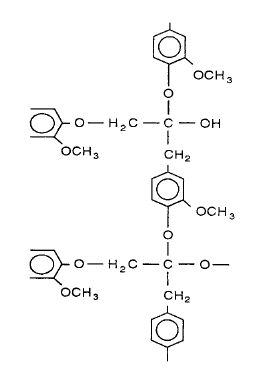 OCH₃
O
O— H₂C — C — OH
OCH₃
CH₂
OCH₃
O
O— H₂C — C — O —
OCH₃
CH₂